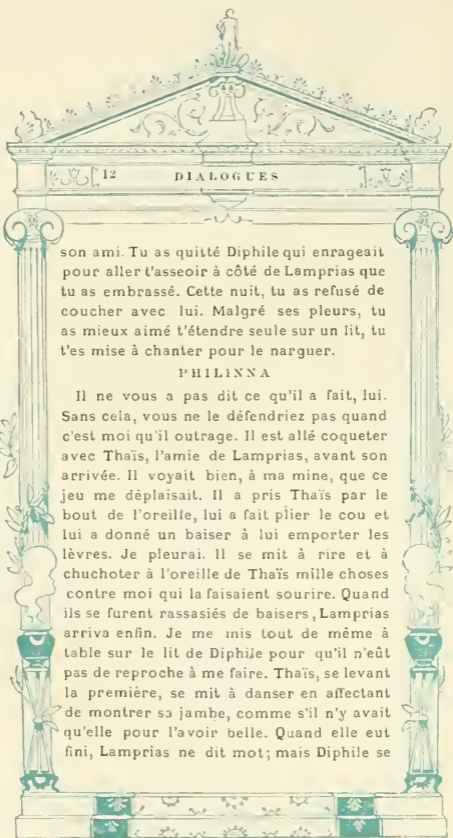 12 DIALOGUES
son ami. Tu as quitté Diphile qui enrageait
pour aller t'asseoir à côté de Lamprias que
tu as embrassé. Cette nuit, tu as refusé de
coucher avec lui. Malgré ses pleurs, tu
as mieux aimé t'étendre seule sur un lit, tu
t'es mise à chanter pour le narguer.
PHILINNA
Il ne vous a pas dit ce qu'il a fait, lui.
Sans cela, vous ne le défendriez pas quand
c'est moi qu'il outrage. Il est allé coqueter
avec Thaïs, l'amie de Lamprias, avant son
arrivée. Il voyait bien, à ma mine, que ce
jeu me déplaisait. Il a pris Thaïs par le
bout de l'oreille, lui a fait plier le cou et
lui a donné un baiser à lui emporter les
lèvres. Je pleurai. Il se mit à rire et à
chuchoter à l'oreille de Thaïs mille choses
contre moi qui la faisaient sourire. Quand
ils se furent rassasiés de baisers, Lamprias
arriva enfin. Je me mis tout de même à
table sur le lit de Diphile pour qu'il n'eût
pas de reproche à me faire. Thaïs, se levant
la première, se mit à danser en affectant
de montrer sa jambe, comme s'il n'y avait
qu'elle pour l'avoir belle. Quand elle eut
fini, Lamprias ne dit mot; mais Diphile se